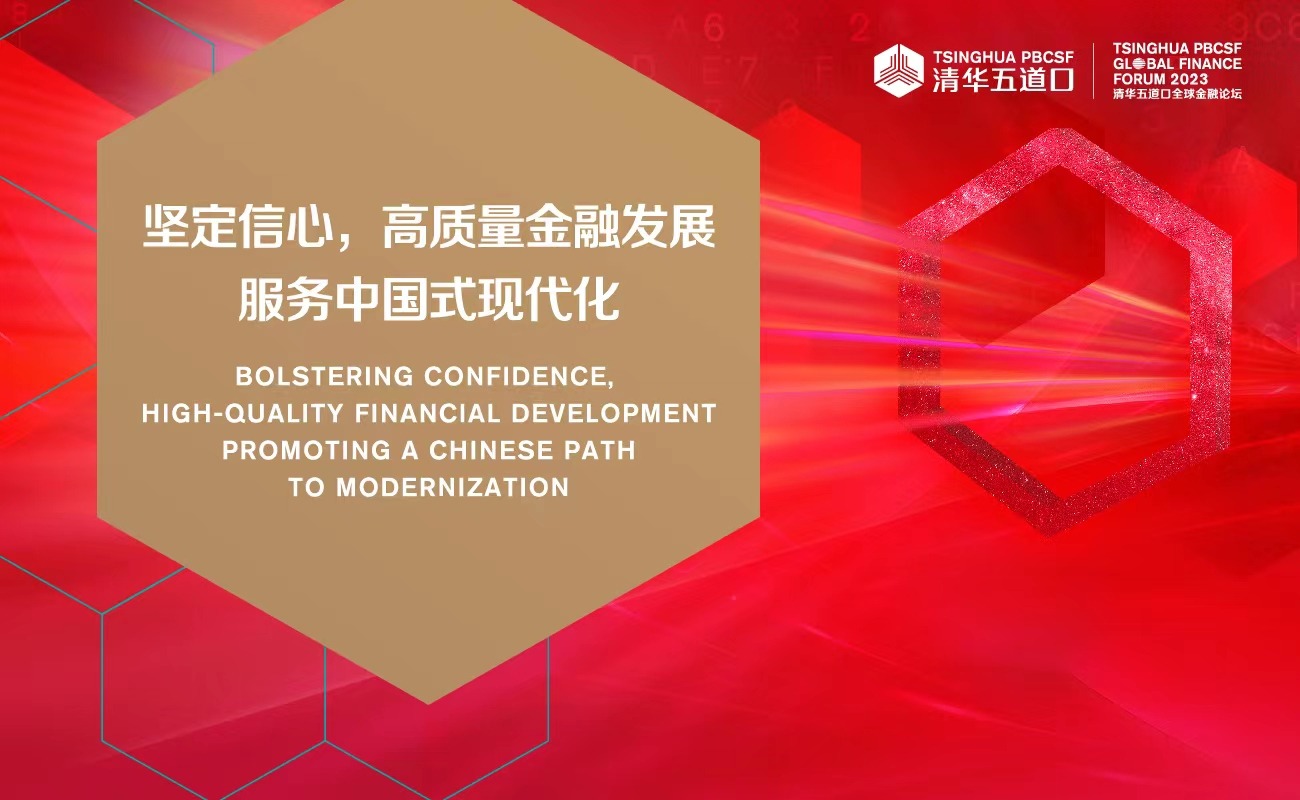 TSINGHUA PBCSF
清华五道口
TSINGHUA PBCSF
GLOBAL FINANCE
FORUM 2023
清华五道口全球金融论坛
坚定信心，高质量金融发展
服务中国式现代化
BOLSTERING CONFIDENCE,
HIGH-QUALITY FINANCIAL DEVELOPMENT
PROMOTING A CHINESE PATH
TO MODERNIZATION